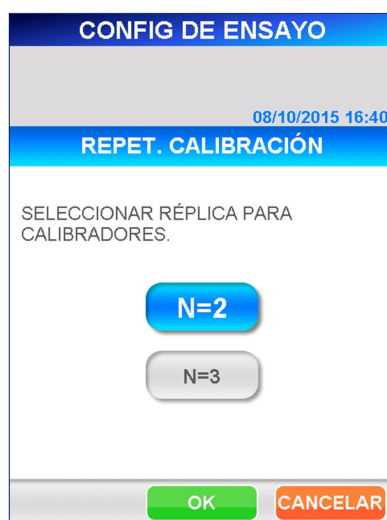 CONFIG DE ENSAYO
08/10/2015 16:40
REPET. CALIBRACIÓN
SELECCIONAR RÉPLICA PARA
CALIBRADORES.
N=2
N=3
OK
CANCELAR